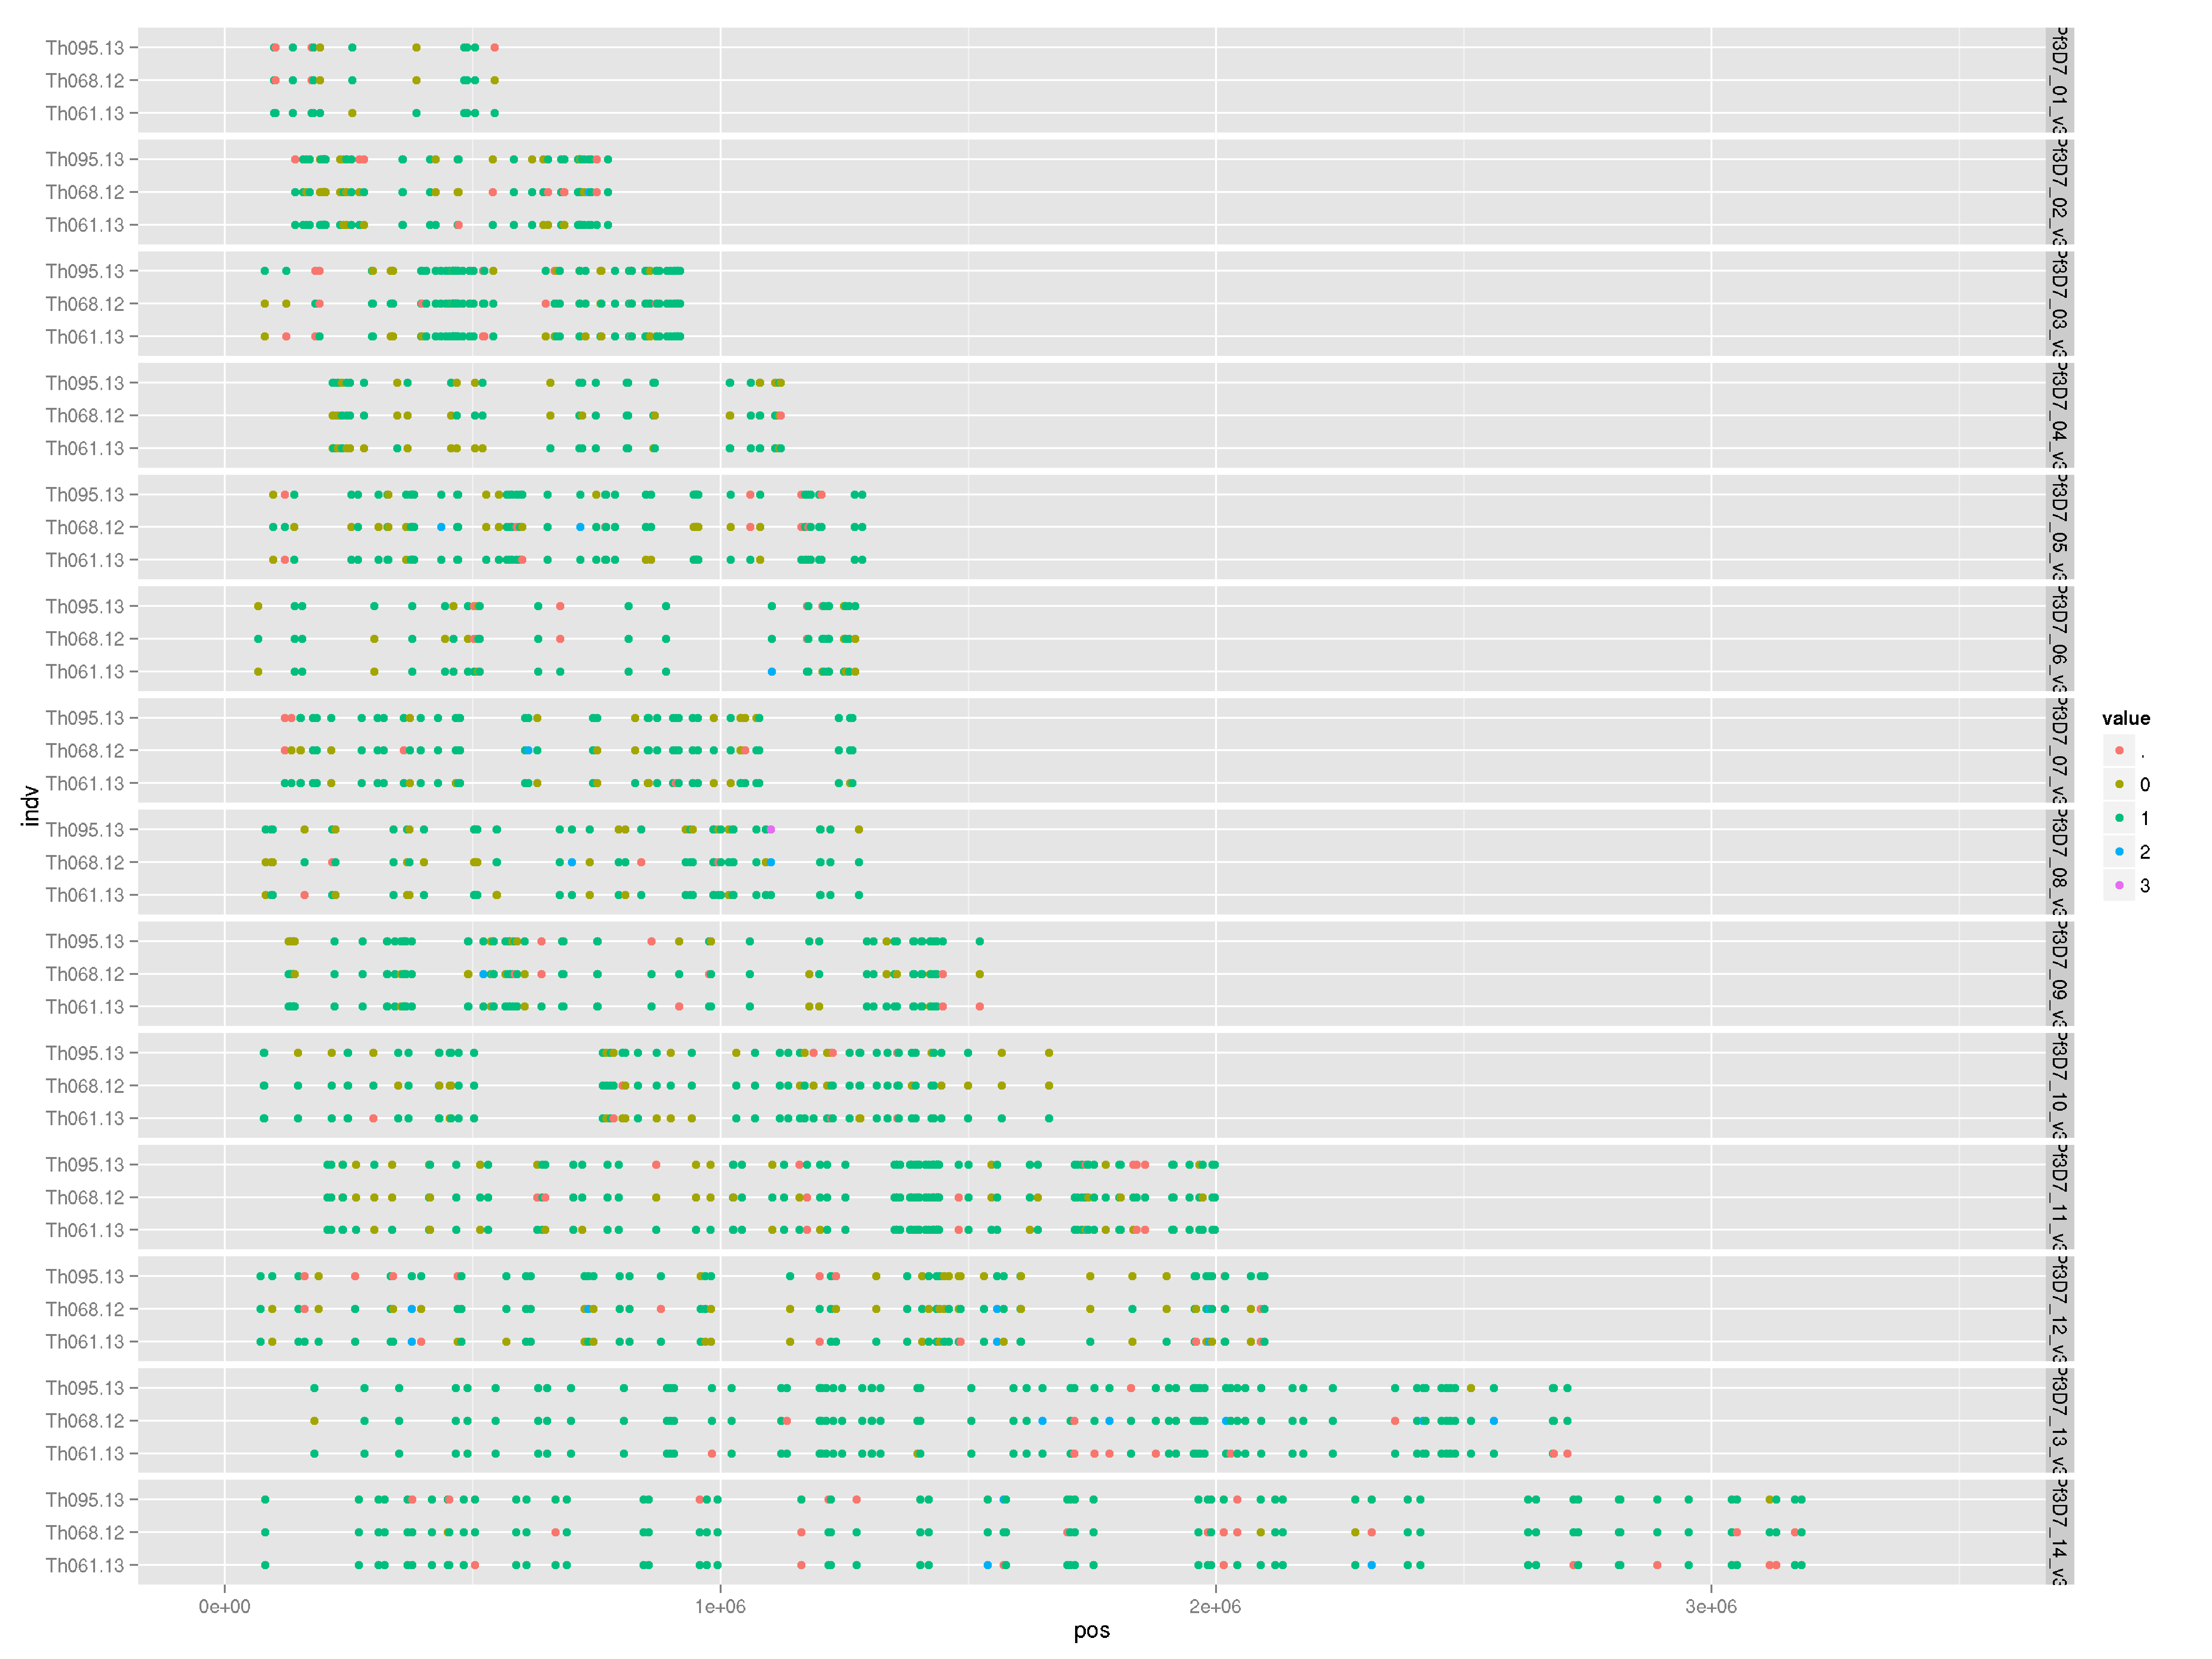 Th095.13
Th068.12
Th061.13
Pf3D7_01_v3
Th095.13
Th068.12
Th061.13
Pf3D7_02_v3
Th095.13
Th068.12
Th061.13
Pf3D7_03_v3
Th095.13
Th068.12
Th061.13
Pf3D7_04_v3
Th095.13
Th068.12
Th061.13
Pf3D7_05_v3
Th095.13
Th068.12
Th061.13
Pf3D7_06_v3
Th095.13
Th068.12
Th061.13
Pf3D7_07_v3
Th095.13
Th068.12
Th061.13
Pf3D7_08_v3
Th095.13
Th068.12
Th061.13
Pf3D7_09_v3
Th095.13
Th068.12
Th061.13
Pf3D7_10_v3
Th095.13
Th068.12
Th061.13
Pf3D7_11_v3
Th095.13
Th068.12
Th061.13
Pf3D7_12_v3
Th095.13
Th068.12
Th061.13
Pf3D7_13_v3
Th095.13
Th068.12
Th061.13
Pf3D7_14_v3
0e+00 1e+06 2e+06 3e+06
pos
indv
value
.
0
1
2
3